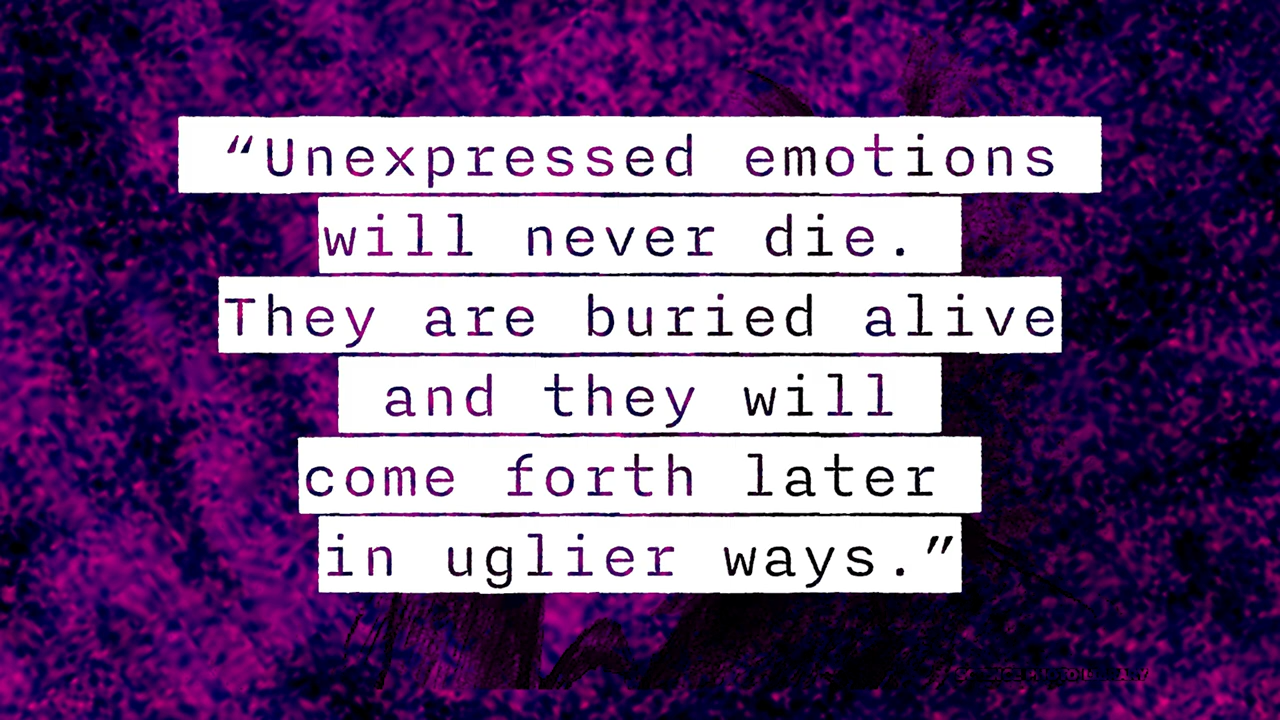 “Unexpressed emotions
will never die.
They are buried alive
and they will
come forth later
in uglier ways.”